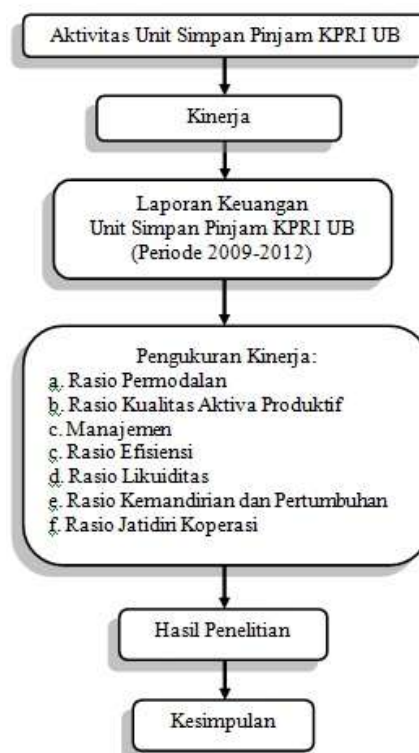 Aktivitas Unit Simpan Pinjam KPRI UB
Kinerja
Laporan Keuangan
Unit Simpan Pinjam KPRI UB
(Periode 2009-2012)
Pengukuran Kinerja:
a. Rasio Permodalan
b. Rasio Kualitas Aktiva Produktif
c. Manajemen
c. Rasio Efisiensi
d. Rasio Likuiditas
e. Rasio Kemandirian dan Pertumbuhan
f. Rasio Jatidiri Koperasi
Hasil Penelitian
Kesimpulan